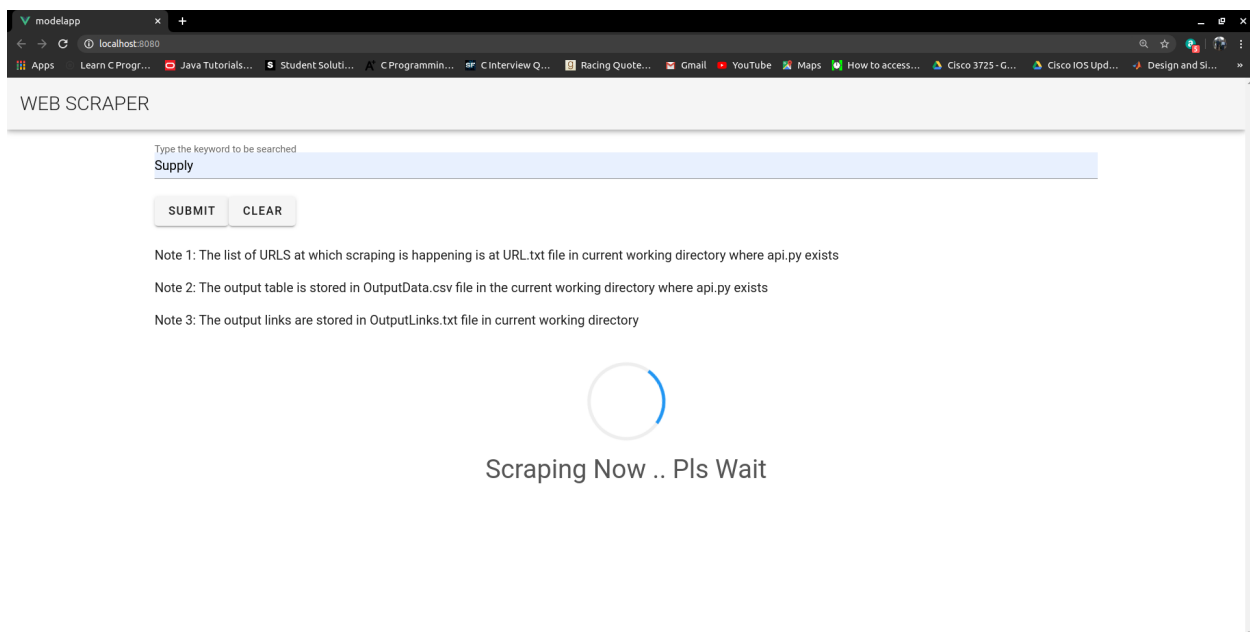 modelapp
localhost:8080
Apps Learn C Progr... Java Tutorials... Student Soluti... C Programmin... C Interview Q... Racing Quote... Gmail YouTube Maps How to access... Cisco 3725 - G... Cisco IOS Upd... Design and Si... »
WEB SCRAPER
Type the keyword to be searched
Supply
SUBMIT CLEAR
Note 1: The list of URLS at which scraping is happening is at URL.txt file in current working directory where api.py exists
Note 2: The output table is stored in OutputData.csv file in the current working directory where api.py exists
Note 3: The output links are stored in OutputLinks.txt file in current working directory
Scraping Now .. Pls Wait